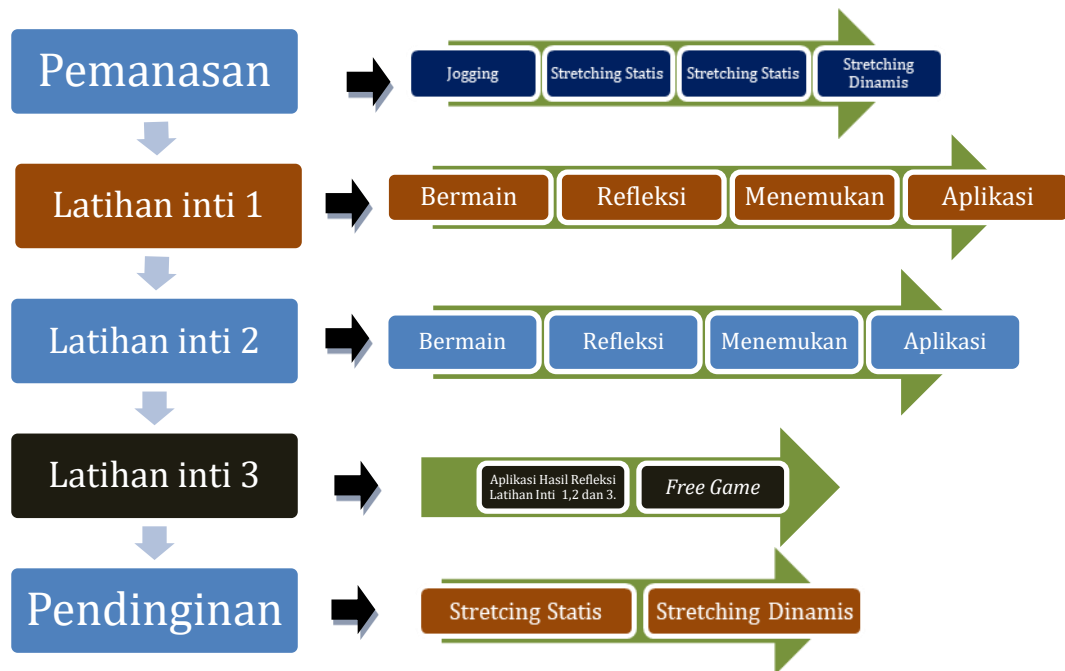 Pemanasan
Jogging
Stretching Statis
Stretching Statis
Stretching
Dinamis
Latihan inti 1
Bermain
Refleksi
Menemukan
Aplikasi
Latihan inti 2
Bermain
Refleksi
Menemukan
Aplikasi
Latihan inti 3
Aplikasi Hasil Refleksi
Latihan Inti 1,2 dan 3.
Free Game
Pendinginan
Stretcing Statis
Stretching Dinamis